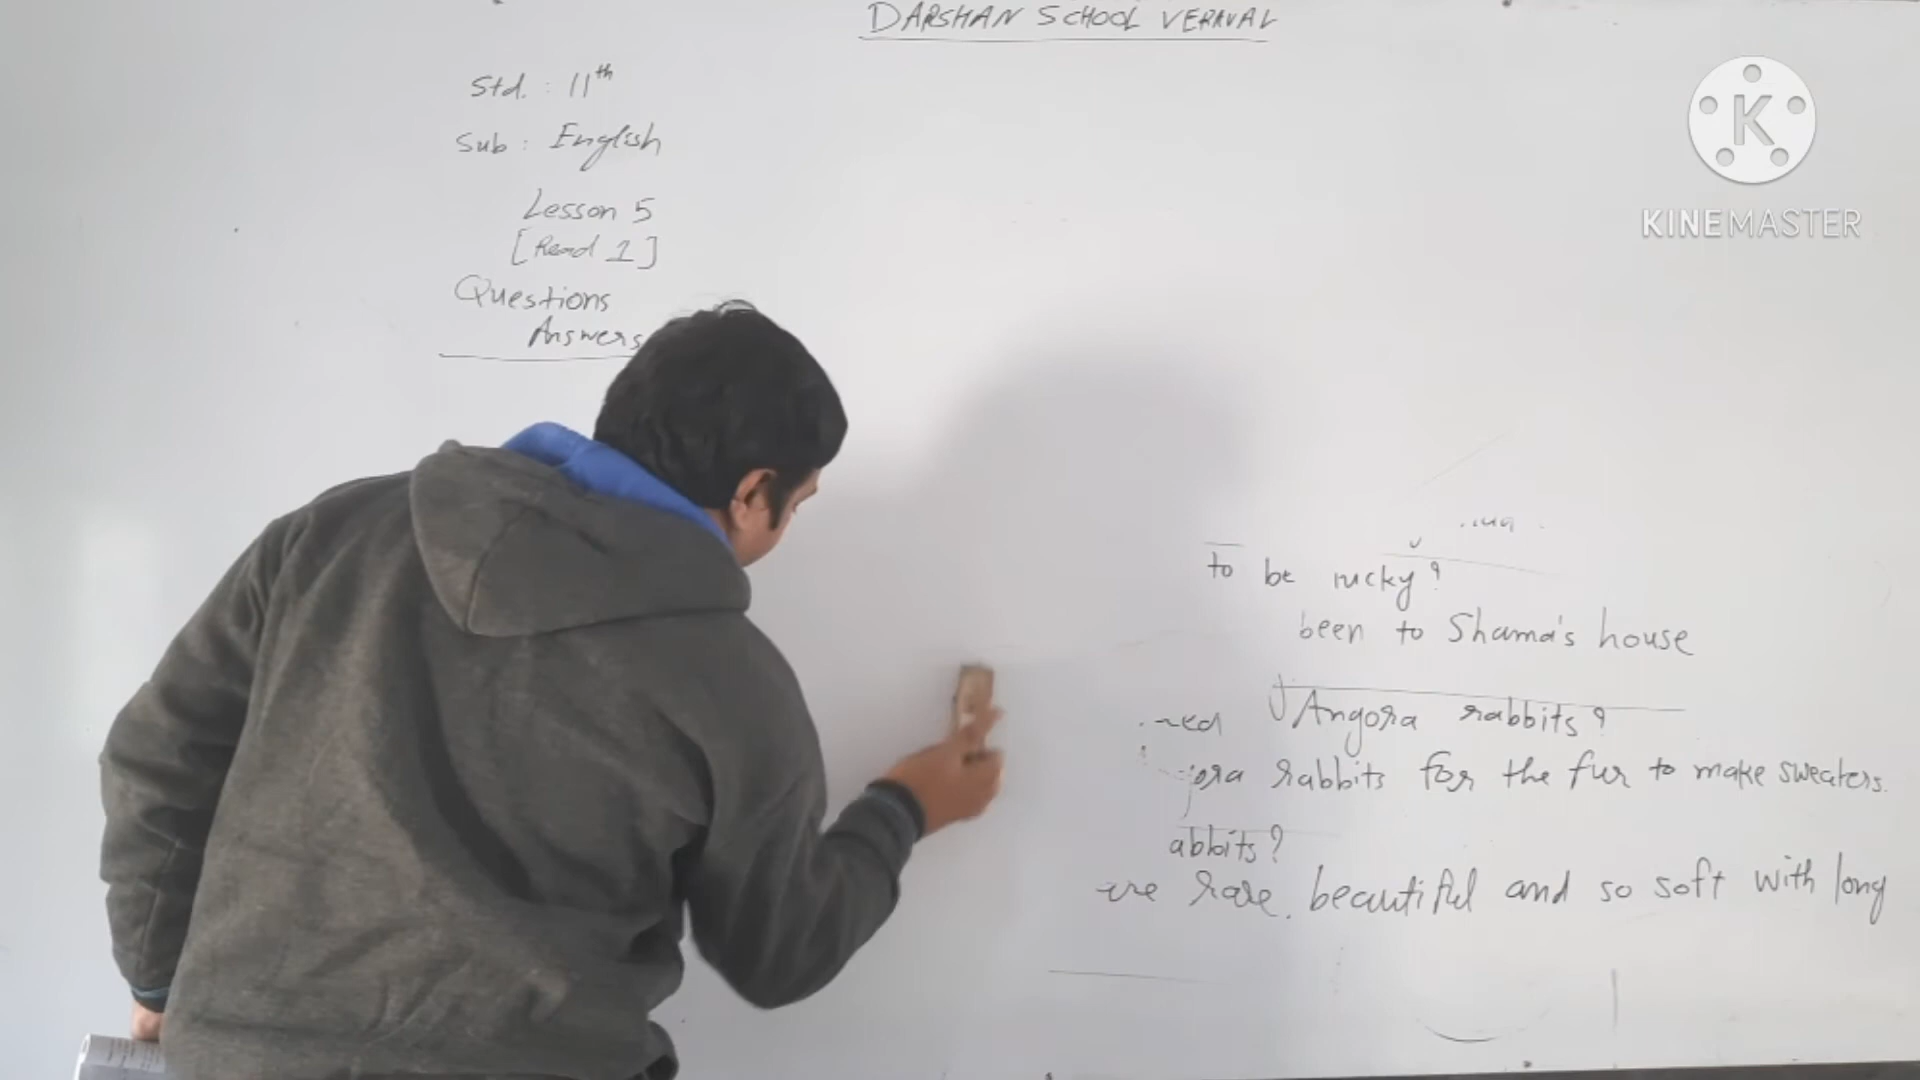 DARSHAN SCHOOL VERAVAL
Std. : 11th
Sub : English
Lesson 5
[Read 1]
Questions
Answers
K
KINEMASTER
to be lucky?
been to Shama's house
Angora rabbits?
ora rabbits for the fur to make sweaters.
abbits?
are rare, beautiful and so soft with long